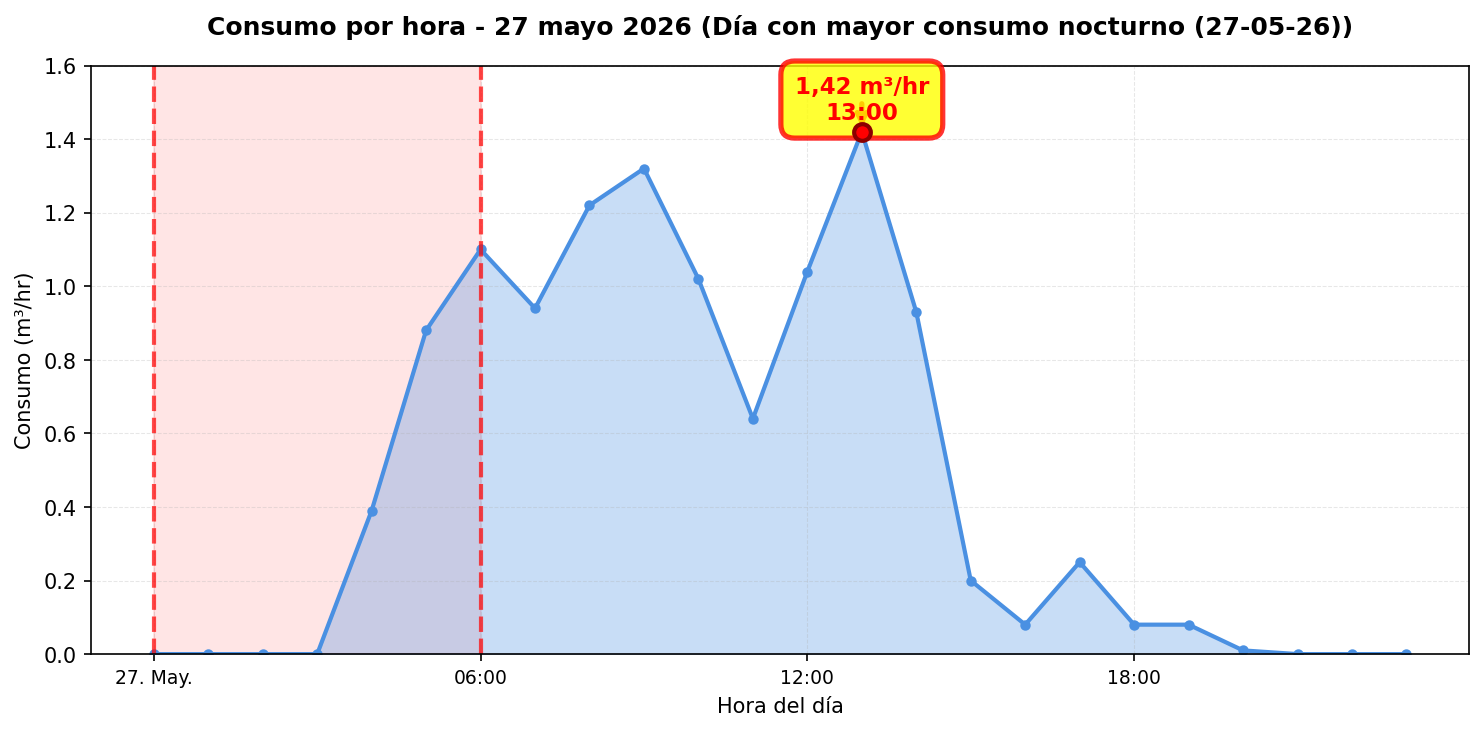 Consumo por hora - 27 mayo 2026 (Día con mayor consumo nocturno (27-05-26))
1,42 m³/hr
13:00
Consumo (m³/hr)
1.6
1.4
1.2
1.0
0.8
0.6
0.4
0.2
0.0
27. May.
06:00
12:00
18:00
Hora del día